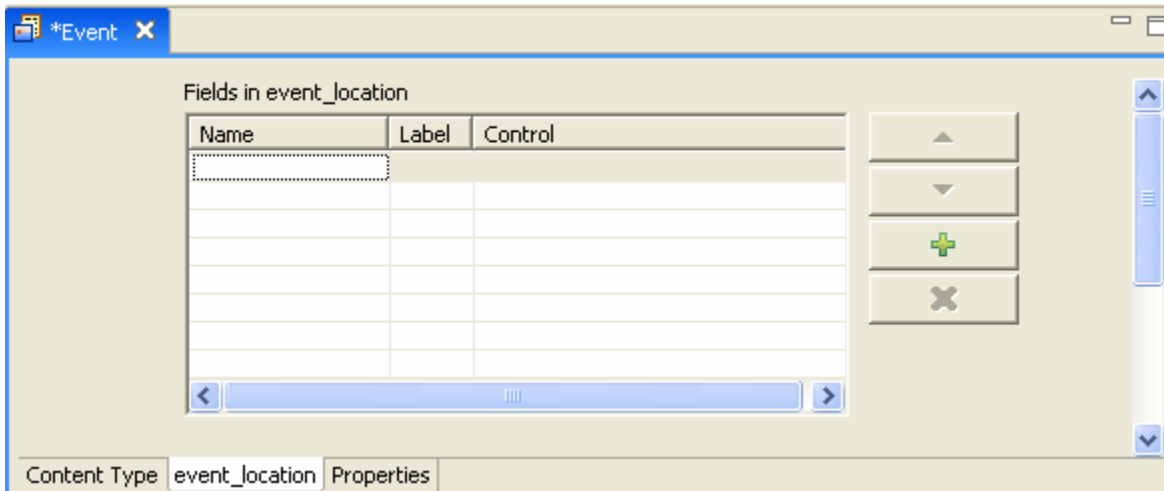 *Event
Fields in event_location
Name Label Control
Content Type event_location Properties